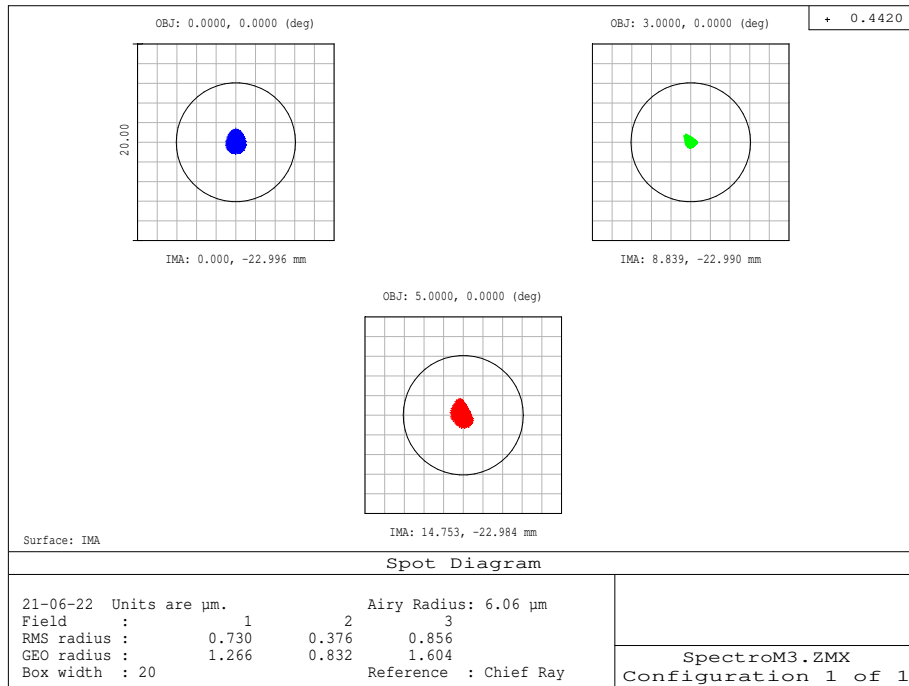 OBJ: 0.0000, 0.0000 (deg)
OBJ: 3.0000, 0.0000 (deg)
+ 0.4420
20.00
IMA: 0.000, -22.996 mm
IMA: 8.839, -22.990 mm
OBJ: 5.0000, 0.0000 (deg)
IMA: 14.753, -22.984 mm
Surface: IMA
Spot Diagram
21-06-22 Units are µm. Airy Radius: 6.06 µm
Field : 1 2 3
RMS radius : 0.730 0.376 0.856
GEO radius : 1.266 0.832 1.604
Box width : 20 Reference : Chief Ray
SpectroM3.ZMX
Configuration 1 of 1